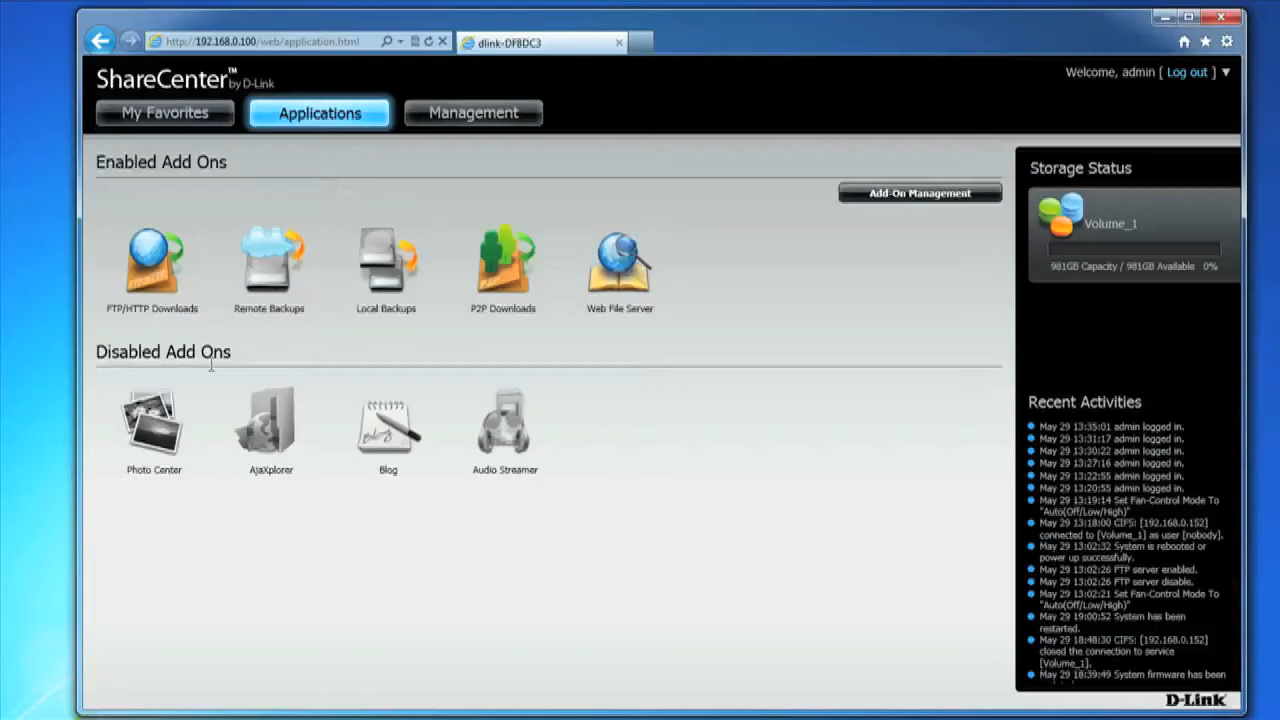 http://192.168.0.100/web/application.html
dlink-DF8DC3
ShareCenter™ by D-Link
Welcome, admin [ Log out ] ▼
My Favorites
Applications
Management
Enabled Add Ons
Add-On Management
FTP/HTTP Downloads
Remote Backups
Local Backups
P2P Downloads
Web File Server
Disabled Add Ons
Blog
Photo Center
AjaXplorer
Blog
Audio Streamer
Storage Status
Volume_1
981GB Capacity / 981GB Available 0%
Recent Activities
May 29 13:35:01 admin logged in.
May 29 13:31:17 admin logged in.
May 29 13:30:22 admin logged in.
May 29 13:27:16 admin logged in.
May 29 13:22:55 admin logged in.
May 29 13:20:55 admin logged in.
May 29 13:19:14 Set Fan-Control Mode To
"Auto(Off/Low/High)"
May 29 13:18:00 CIFS: [192.168.0.152]
connected to [Volume_1] as user [nobody].
May 29 13:02:32 System is rebooted or
power up successfully.
May 29 13:02:26 FTP server enabled.
May 29 13:02:26 FTP server disable.
May 29 13:02:21 Set Fan-Control Mode To
"Auto(Off/Low/High)"
May 29 19:00:52 System has been
restarted.
May 29 18:48:30 CIFS: [192.168.0.152]
closed the connection to service
[Volume_1].
May 29 18:39:49 System firmware has been
D-Link